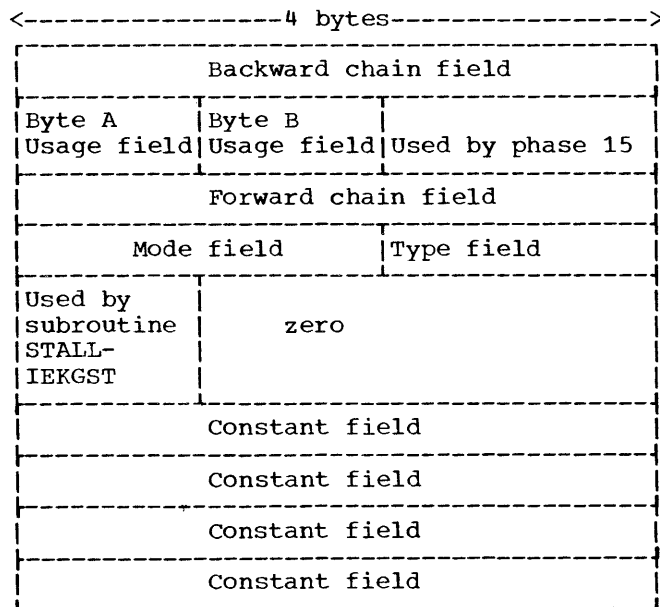 <-----------------4 bytes----------------->
Backward chain field
Byte A Byte B
Usage field Usage field Used by phase 15
Forward chain field
Mode field Type field
Used by
subroutine zero
STALL-
IEKGST
Constant field
Constant field
Constant field
Constant field